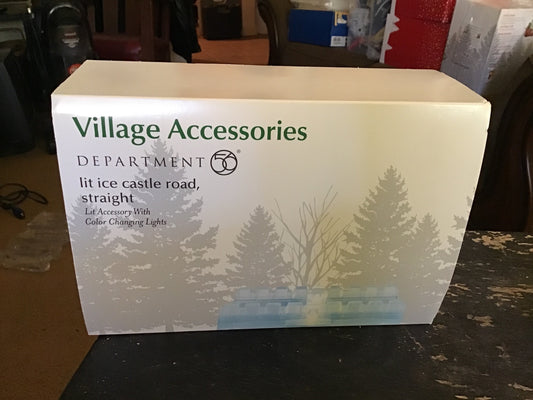 Village Accessories
DEPARTMENT 56®
lit ice castle road,
straight
Lit Accessory With
Color Changing Lights